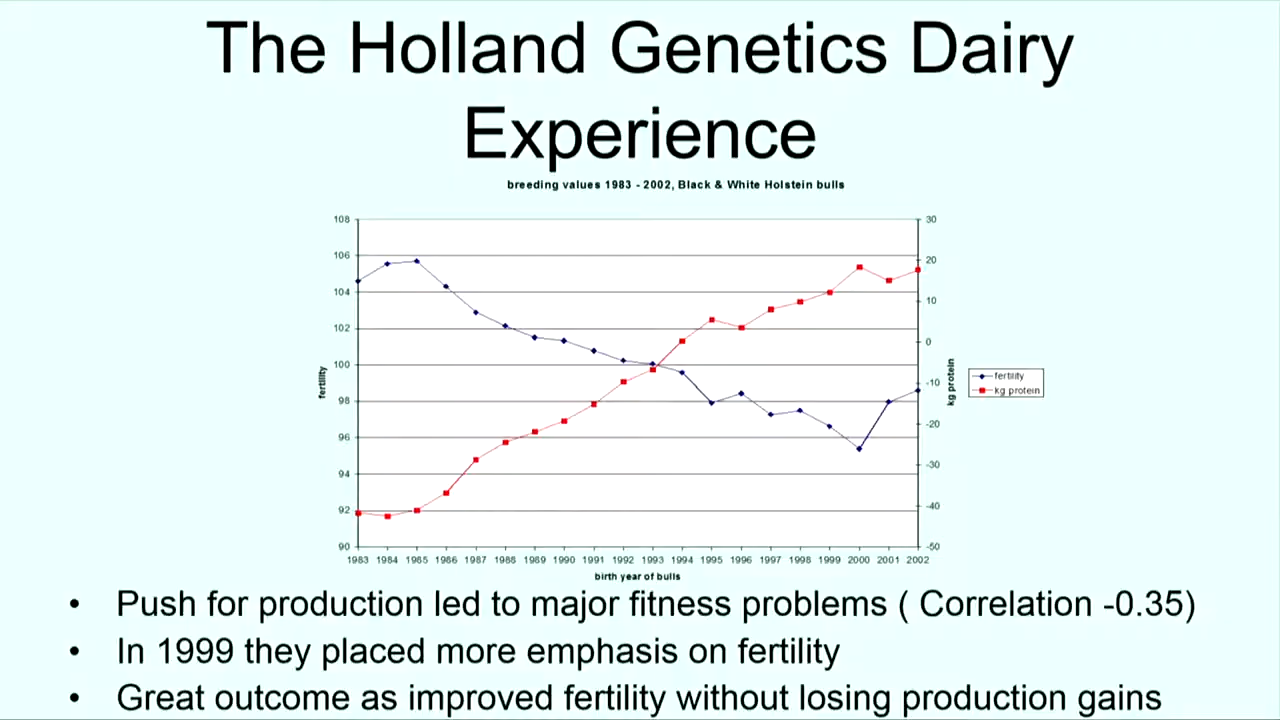 The Holland Genetics Dairy
Experience
breeding values 1983 - 2002, Black & White Holstein bulls
108
106
104
102
100
98
96
94
92
90
fertility
30
20
10
0
-10
-20
-30
-40
-50
kg protein
fertility
kg protein
1983 1984 1985 1986 1987 1988 1989 1990 1991 1992 1993 1994 1995 1996 1997 1998 1999 2000 2001 2002
birth year of bulls
• Push for production led to major fitness problems ( Correlation -0.35)
• In 1999 they placed more emphasis on fertility
• Great outcome as improved fertility without losing production gains